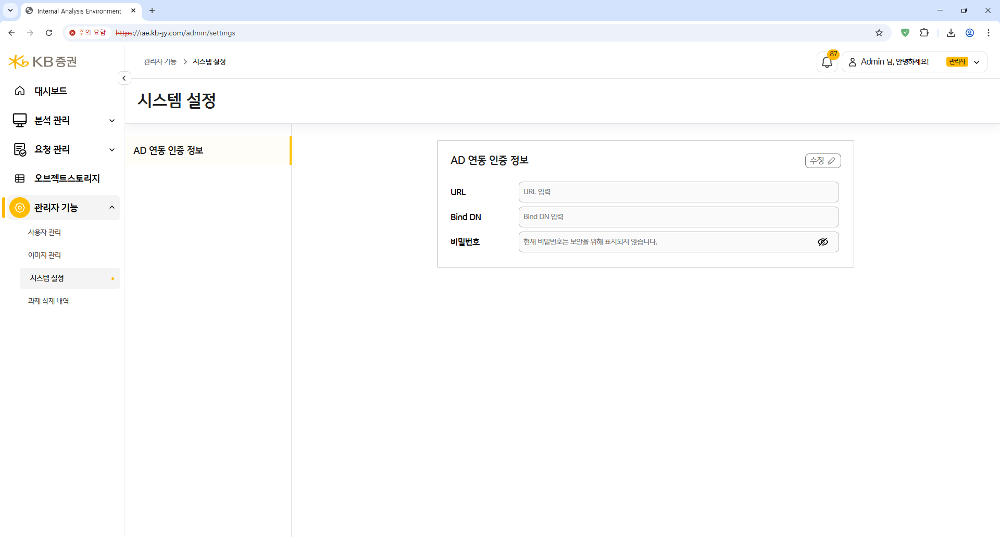 Internal Analysis Environment
주의 요함
https://iae.kb-jy.com/admin/settings
KB증권
관리자 기능 > 시스템 설정
87
Admin 님, 안녕하세요!
관리자
대시보드
분석 관리
요청 관리
오브젝트스토리지
관리자 기능
사용자 관리
이미지 관리
시스템 설정
과제 삭제 내역
시스템 설정
AD 연동 인증 정보
AD 연동 인증 정보
수정
URL
URL 입력
Bind DN
Bind DN 입력
비밀번호
현재 비밀번호는 보안을 위해 표시되지 않습니다.